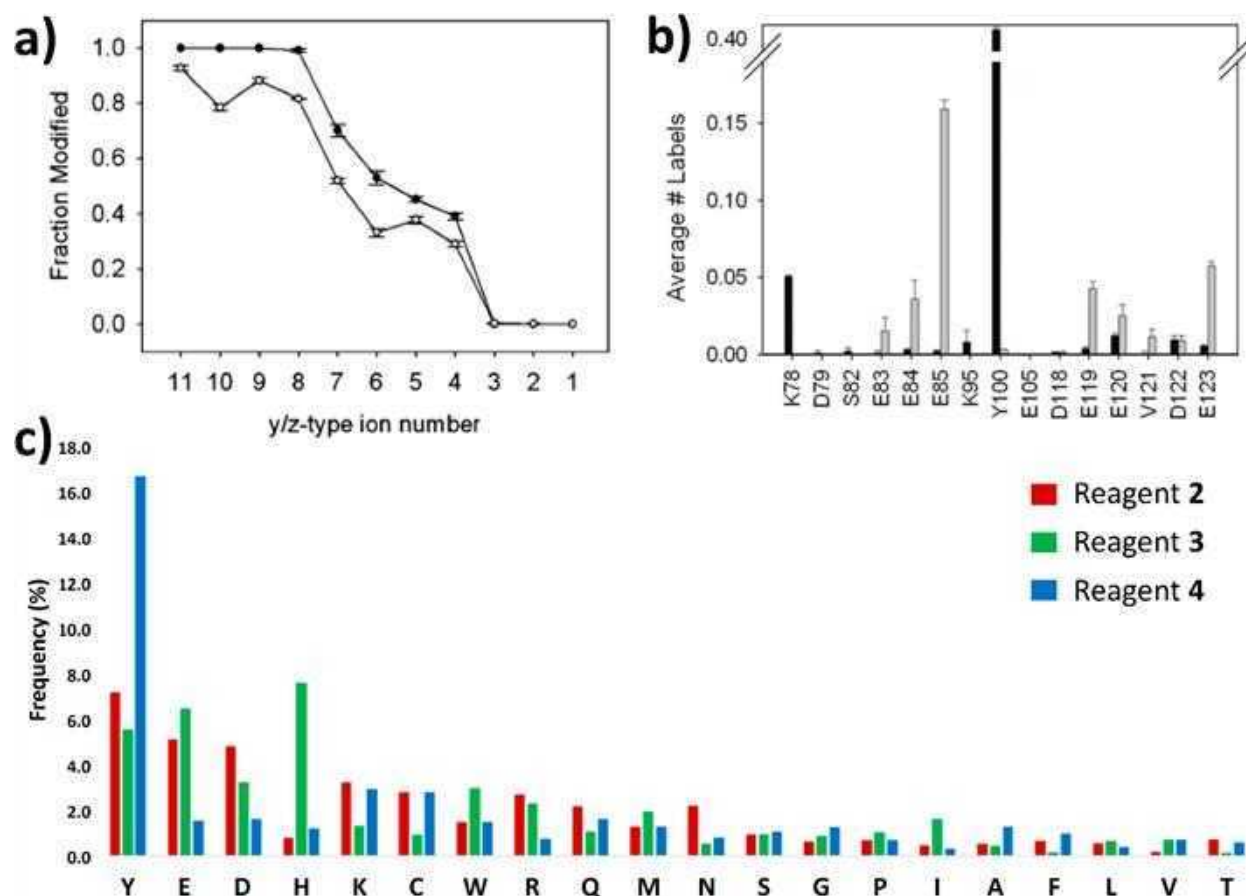 a)
Fraction Modified
1.0
0.8
0.6
0.4
0.2
0.0
11 10 9 8 7 6 5 4 3 2 1
y/z-type ion number
b)
Average # Labels
0.40
0.15
0.10
0.05
0.00
K78 D79 S82 E83 E84 E85 K95 Y100 E105 D118 E119 E120 V121 D122 E123
c)
Frequency (%)
18.0
16.0
14.0
12.0
10.0
8.0
6.0
4.0
2.0
0.0
Y E D H K C W R Q M N S G P I A F L V T
Reagent 2
Reagent 3
Reagent 4